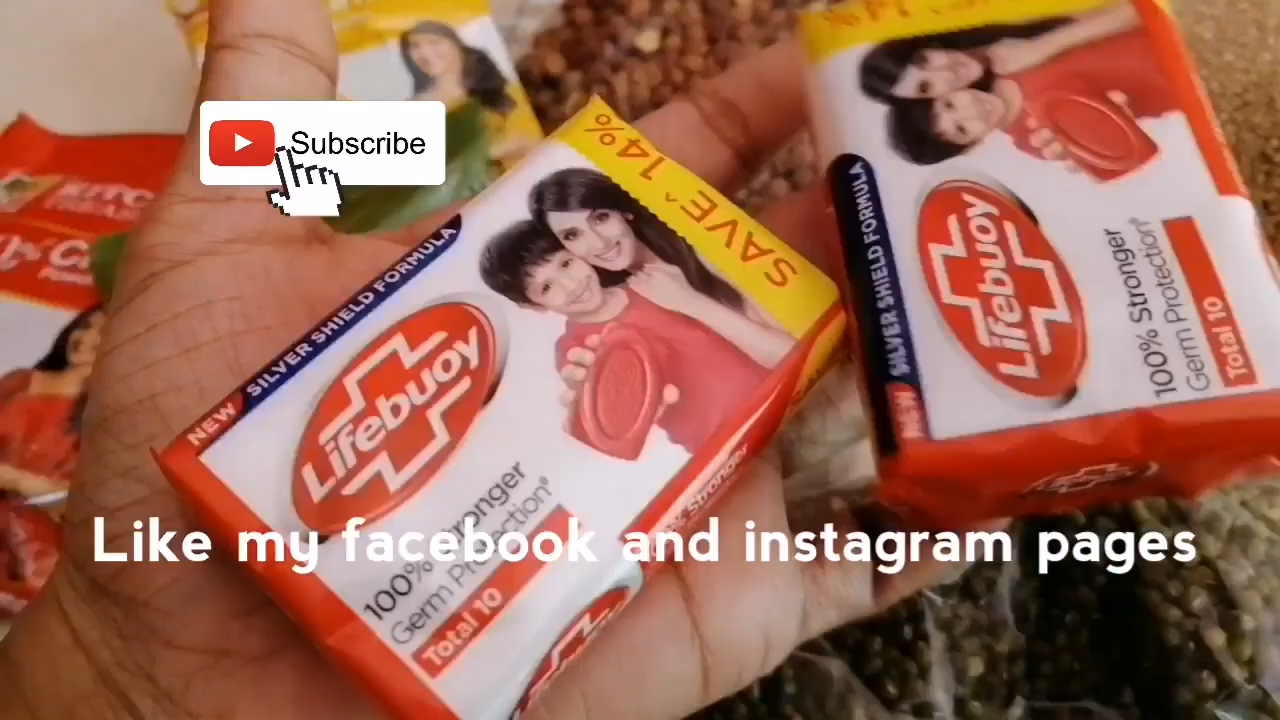 Subscribe
SAVE^ 14%
NEW SILVER SHIELD FORMULA
Lifebuoy
100% Stronger
Germ Protection
Total 10
NEW SILVER SHIELD FORMULA
Lifebuoy
100% Stronger
Germ Protection
Total 10
Like my facebook and instagram pages